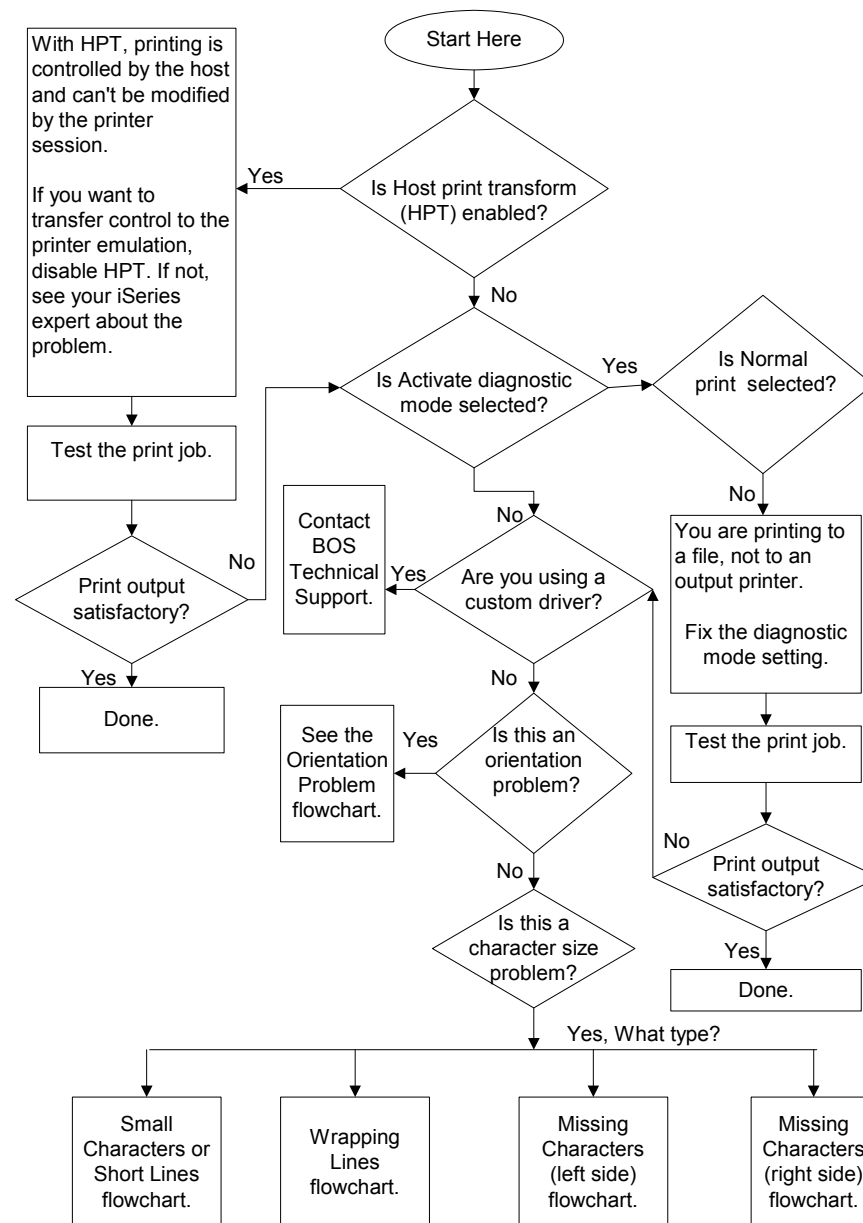 Start Here
With HPT, printing is
controlled by the host
and can't be modified
by the printer
session.
If you want to
transfer control to the
printer emulation,
disable HPT. If not,
see your iSeries
expert about the
problem.
Yes
Is Host print transform
(HPT) enabled?
No
Is Activate diagnostic
mode selected?
Yes
Is Normal
print selected?
Test the print job.
No
Print output
satisfactory?
Yes
Done.
No
Contact
BOS
Technical
Support.
Yes
Are you using a
custom driver?
No
You are printing to
a file, not to an
output printer.
Fix the diagnostic
mode setting.
No
See the
Orientation
Problem
flowchart.
Yes
Is this an
orientation
problem?
Test the print job.
No
No
Print output
satisfactory?
Is this a
character size
problem?
Yes
Done.
Yes, What type?
Small
Characters or
Short Lines
flowchart.
Wrapping
Lines
flowchart.
Missing
Characters
(left side)
flowchart.
Missing
Characters
(right side)
flowchart.